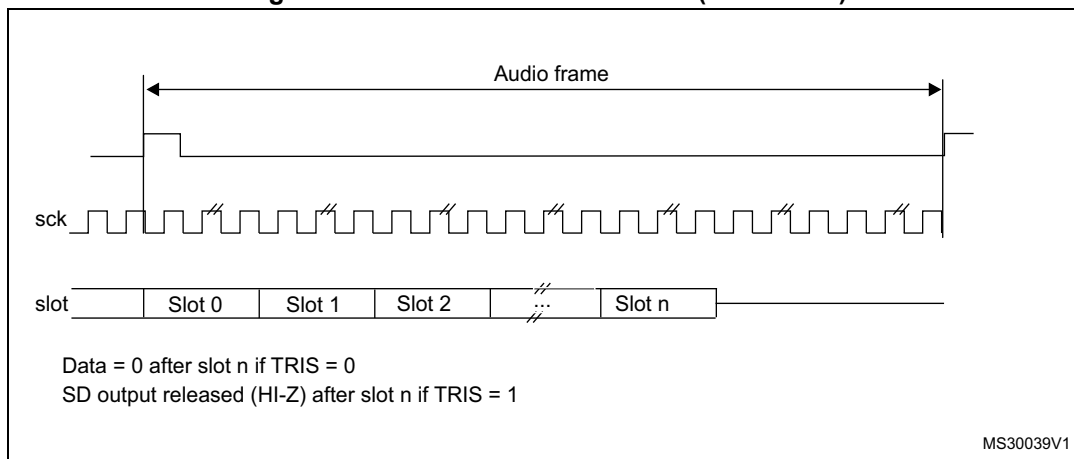 Audio frame
sck
slot
Slot 0
Slot 1
Slot 2
...
Slot n
Data = 0 after slot n if TRIS = 0
SD output released (HI-Z) after slot n if TRIS = 1
MS30039V1